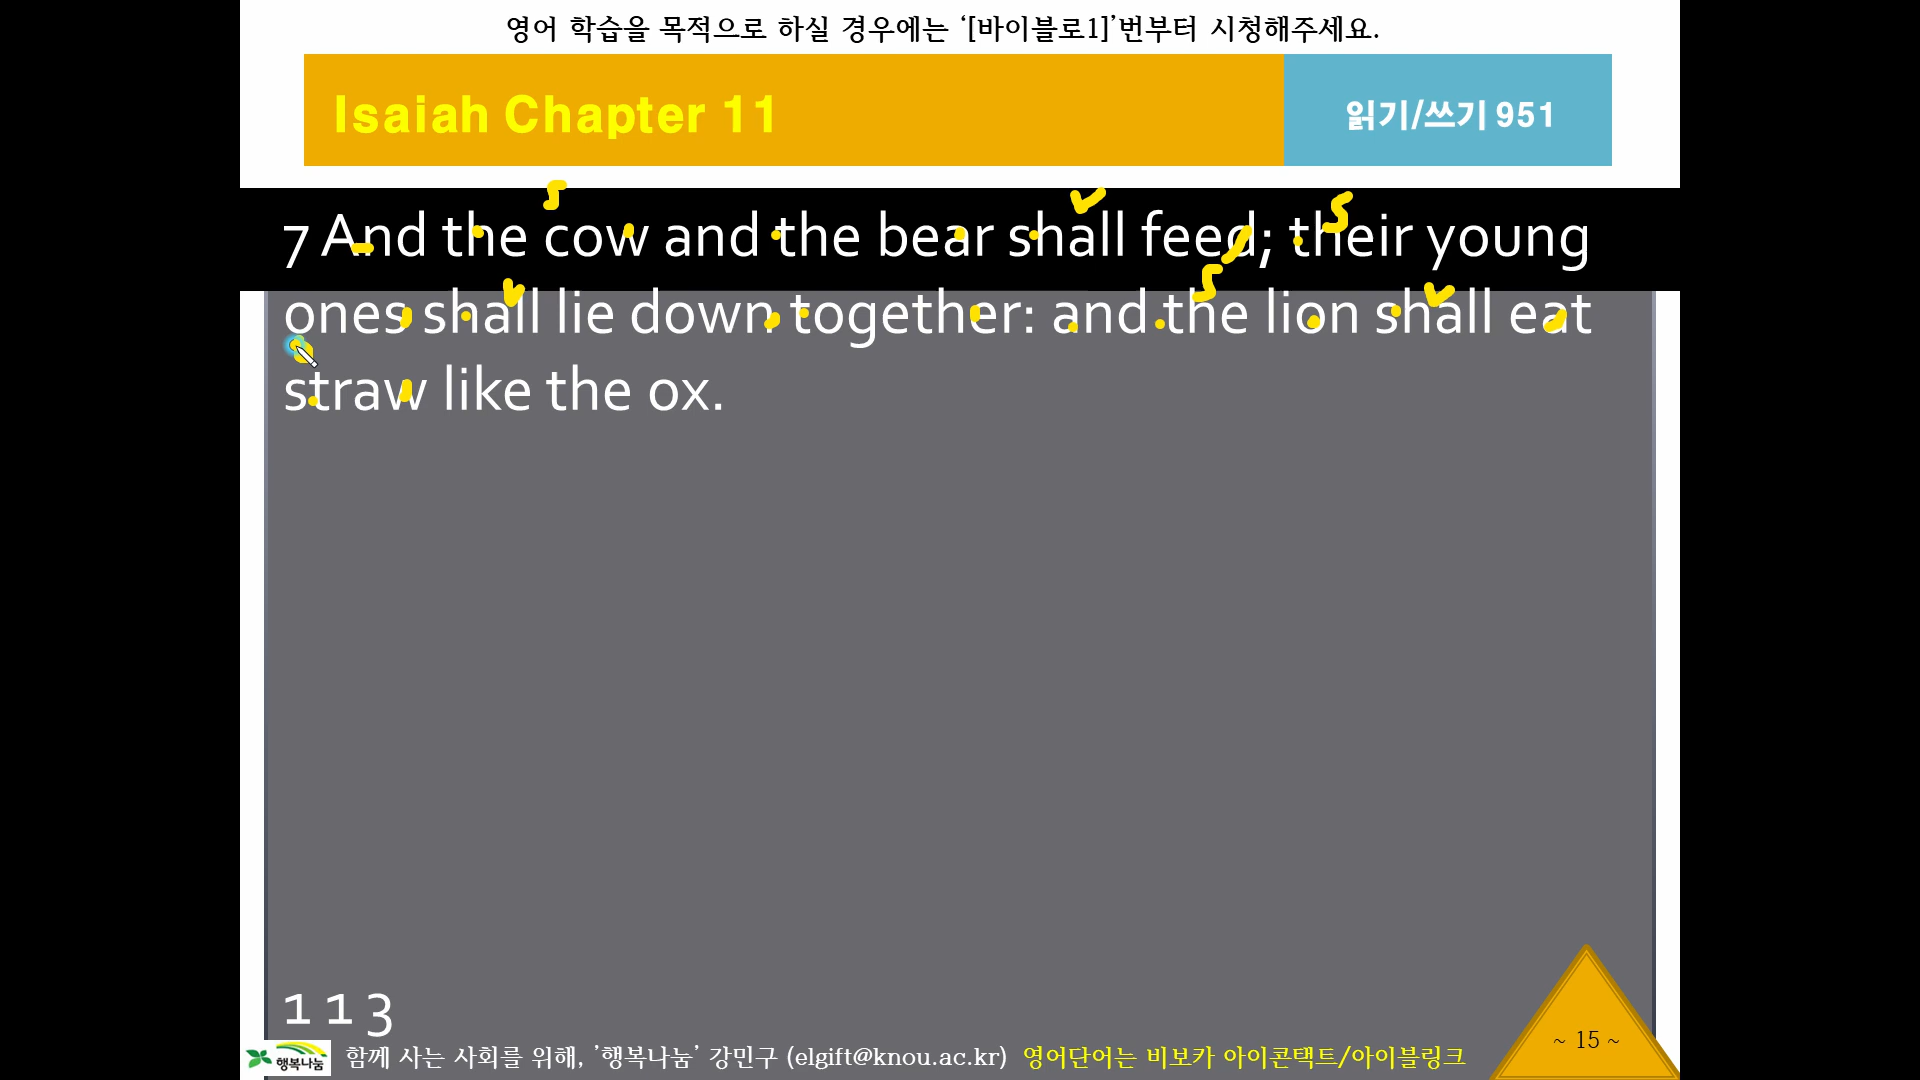 영어 학습을 목적으로 하실 경우에는 ‘[바이블로1]’번부터 시청해주세요.
Isaiah Chapter 11
읽기/쓰기 951
7 And the cow and the bear shall feed; their young
ones shall lie down together: and the lion shall eat
straw like the ox.
1 1 3
~ 15 ~
행복나눔
함께 사는 사회를 위해, ’행복나눔’ 강민구 (elgift@knou.ac.kr) 영어단어는 비보카 아이콘택트/아이블링크